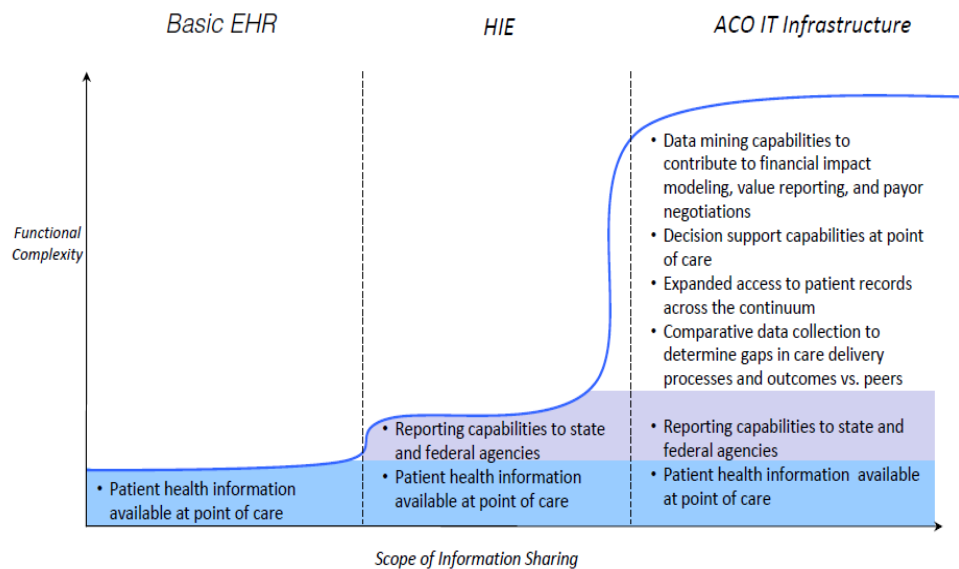 Basic EHR
HIE
ACO IT Infrastructure
Functional
Complexity
• Patient health information
available at point of care
• Reporting capabilities to state
and federal agencies
• Patient health information
available at point of care
• Data mining capabilities to
contribute to financial impact
modeling, value reporting, and payor
negotiations
• Decision support capabilities at point
of care
• Expanded access to patient records
across the continuum
• Comparative data collection to
determine gaps in care delivery
processes and outcomes vs. peers
• Reporting capabilities to state and
federal agencies
• Patient health information available
at point of care
Scope of Information Sharing